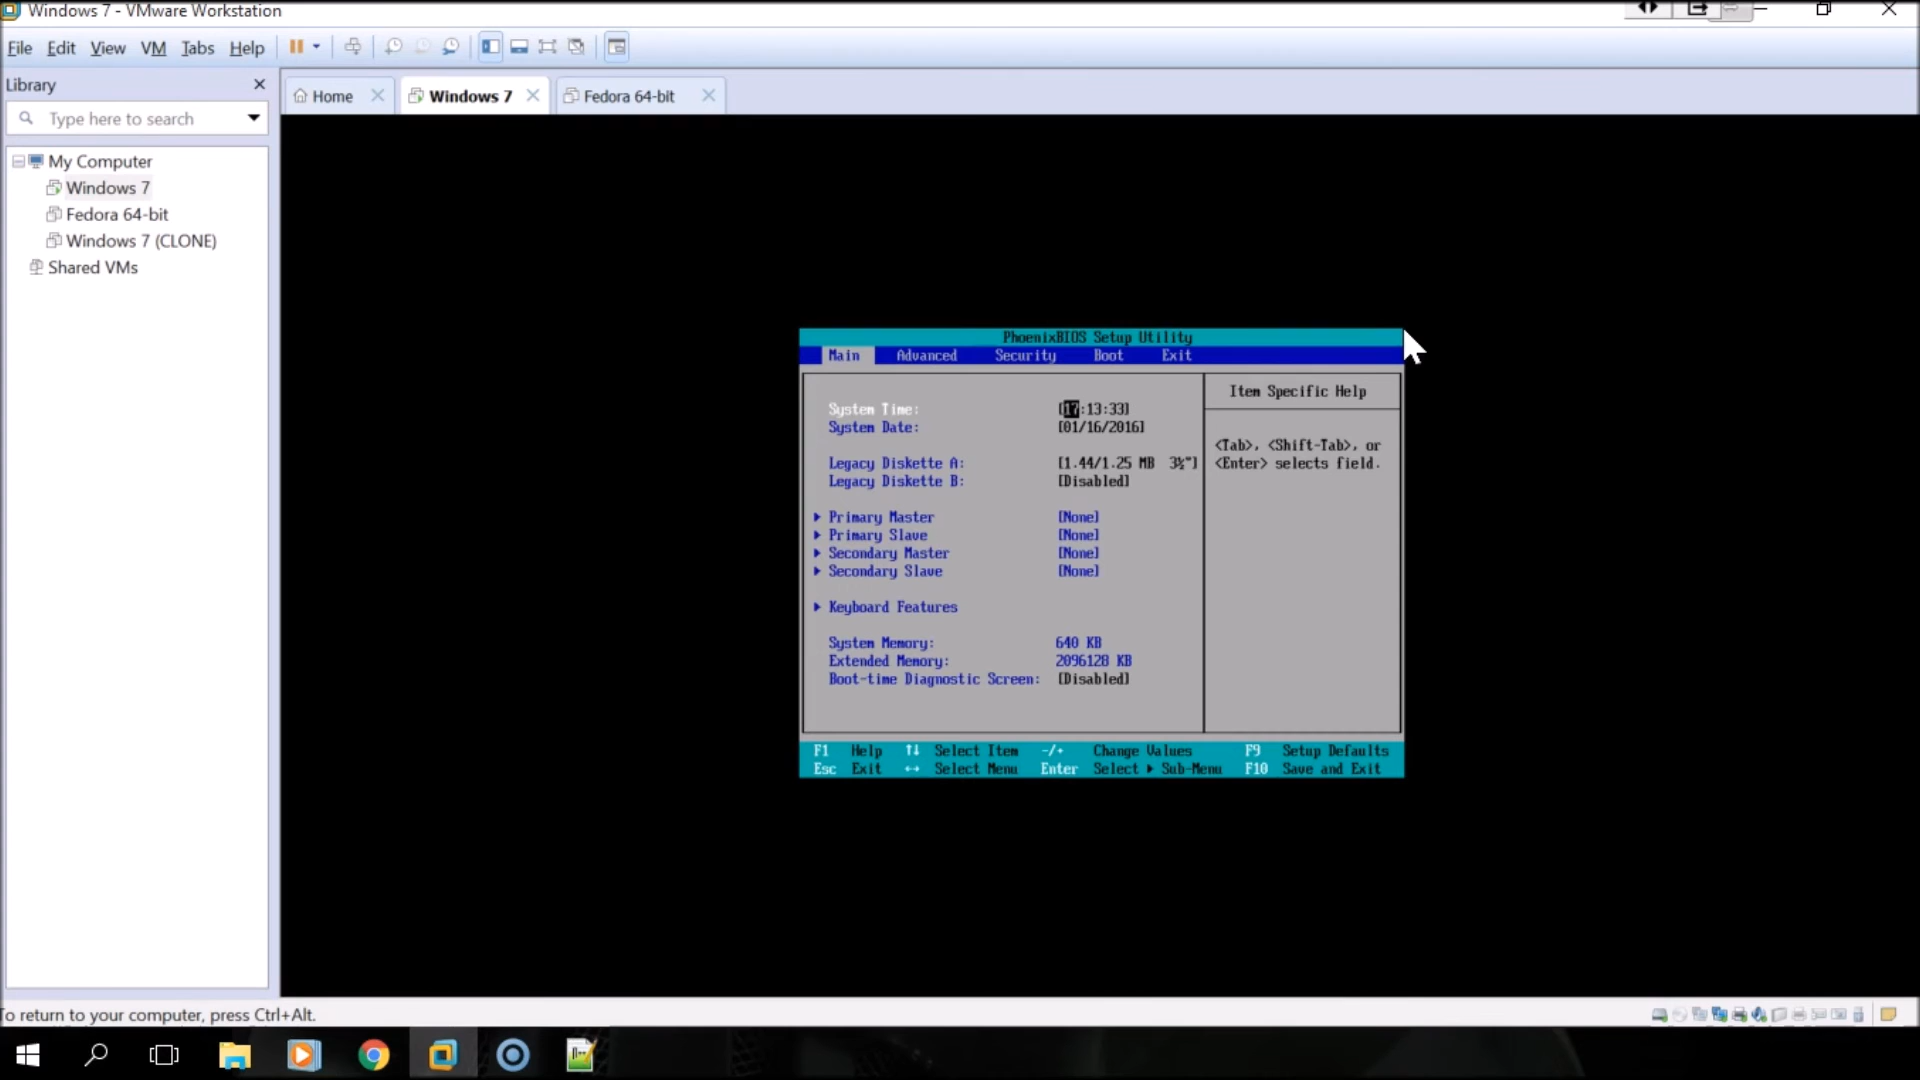 Windows 7 - VMware Workstation
File Edit View VM Tabs Help
Library
Type here to search
My Computer
Windows 7
Fedora 64-bit
Windows 7 (CLONE)
Shared VMs
Home
Windows 7
Fedora 64-bit
PhoenixBIOS Setup Utility
Main Advanced Security Boot Exit
System Time: [17:13:33]
System Date: [01/16/2016]
Legacy Diskette A: [1.44/1.25 MB 3½"]
Legacy Diskette B: [Disabled]
Primary Master [None]
Primary Slave [None]
Secondary Master [None]
Secondary Slave [None]
Keyboard Features
System Memory: 640 KB
Extended Memory: 2096128 KB
Boot-time Diagnostic Screen: [Disabled]
Item Specific Help
<Tab>, <Shift-Tab>, or
<Enter> selects field.
F1 Help ↑↓ Select Item -/+ Change Values F9 Setup Defaults
Esc Exit ↔ Select Menu Enter Select ▶ Sub-Menu F10 Save and Exit
To return to your computer, press Ctrl+Alt.